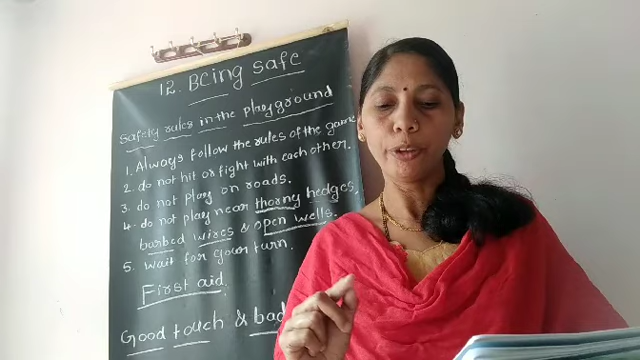 12. Being safe
Safety rules in the playground
1. Always follow the rules of the game
2. do not hit or fight with each other.
3. do not play on roads.
4. do not play near thorny hedges,
barbed wires & open wells.
5. wait for your turn.
First aid.
Good touch & bad